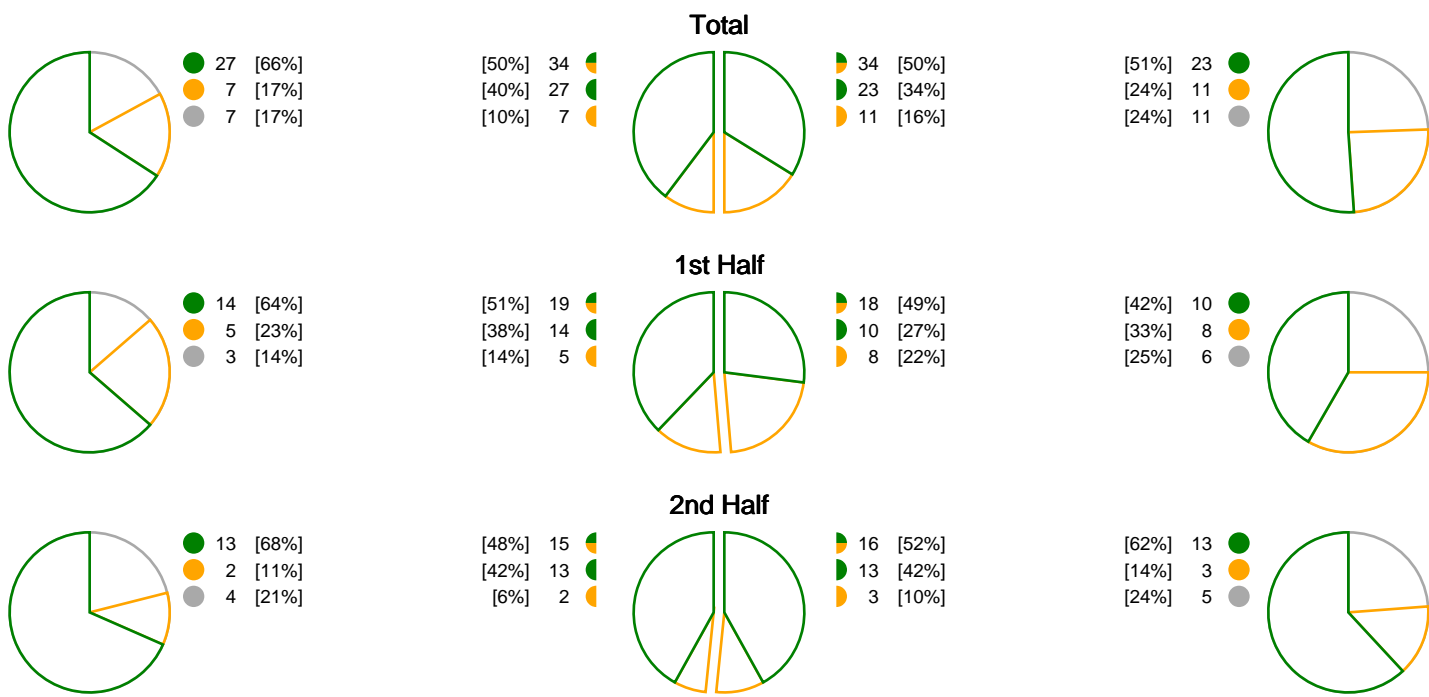 Total
27 [66%] [50%] 34 34 [50%] [51%] 23
7 [17%] [40%] 27 23 [34%] [24%] 11
7 [17%] [10%] 7 11 [16%] [24%] 11
1st Half
14 [64%] [51%] 19 18 [49%] [42%] 10
5 [23%] [38%] 14 10 [27%] [33%] 8
3 [14%] [14%] 5 8 [22%] [25%] 6
2nd Half
13 [68%] [48%] 15 16 [52%] [62%] 13
2 [11%] [42%] 13 13 [42%] [14%] 3
4 [21%] [6%] 2 3 [10%] [24%] 5